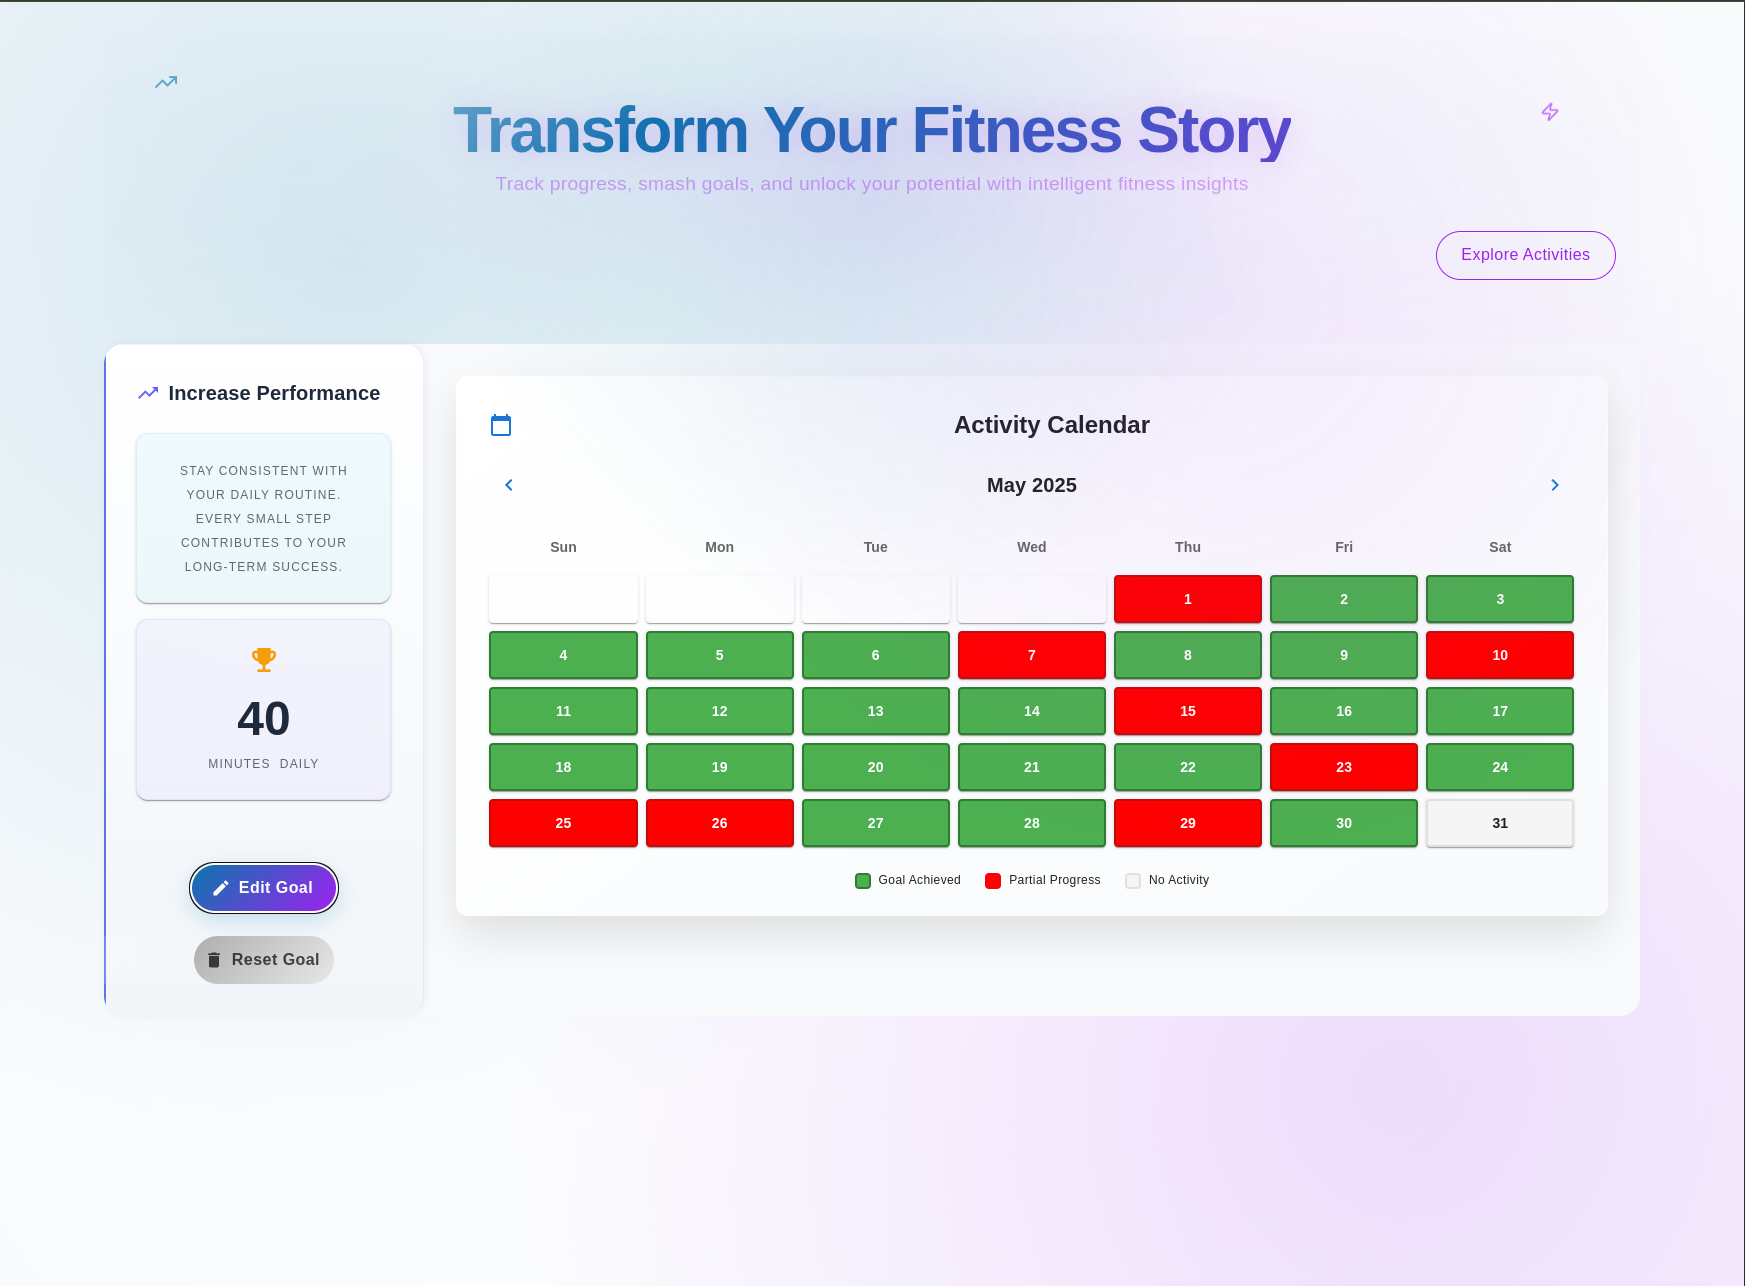 Transform Your Fitness Story
Track progress, smash goals, and unlock your potential with intelligent fitness insights
Explore Activities
Increase Performance
STAY CONSISTENT WITH
YOUR DAILY ROUTINE.
EVERY SMALL STEP
CONTRIBUTES TO YOUR
LONG-TERM SUCCESS.
40
MINUTES DAILY
Edit Goal
Reset Goal
Activity Calendar
May 2025
Sun Mon Tue Wed Thu Fri Sat
1 2 3
4 5 6 7 8 9 10
11 12 13 14 15 16 17
18 19 20 21 22 23 24
25 26 27 28 29 30 31
Goal Achieved Partial Progress No Activity